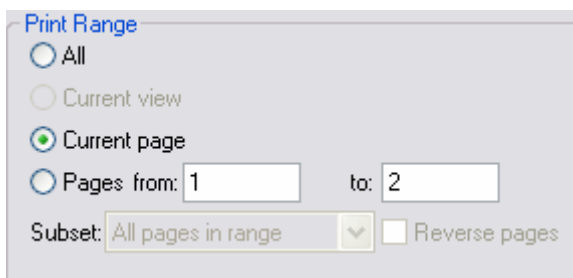 Print Range
All
Current view
Current page
Pages from: 1 to: 2
Subset: All pages in range Reverse pages